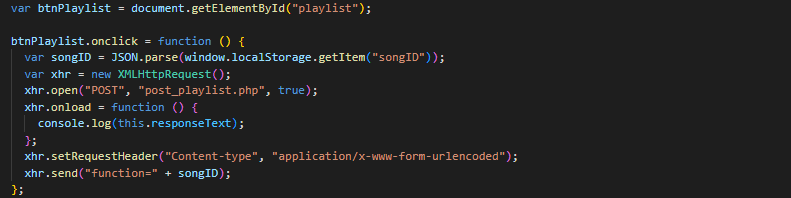 var btnPlaylist = document.getElementById("playlist");
btnPlaylist.onclick = function () {
var songID = JSON.parse(window.localStorage.getItem("songID"));
var xhr = new XMLHttpRequest();
xhr.open("POST", "post_playlist.php", true);
xhr.onload = function () {
console.log(this.responseText);
};
xhr.setRequestHeader("Content-type", "application/x-www-form-urlencoded");
xhr.send("function=" + songID);
};